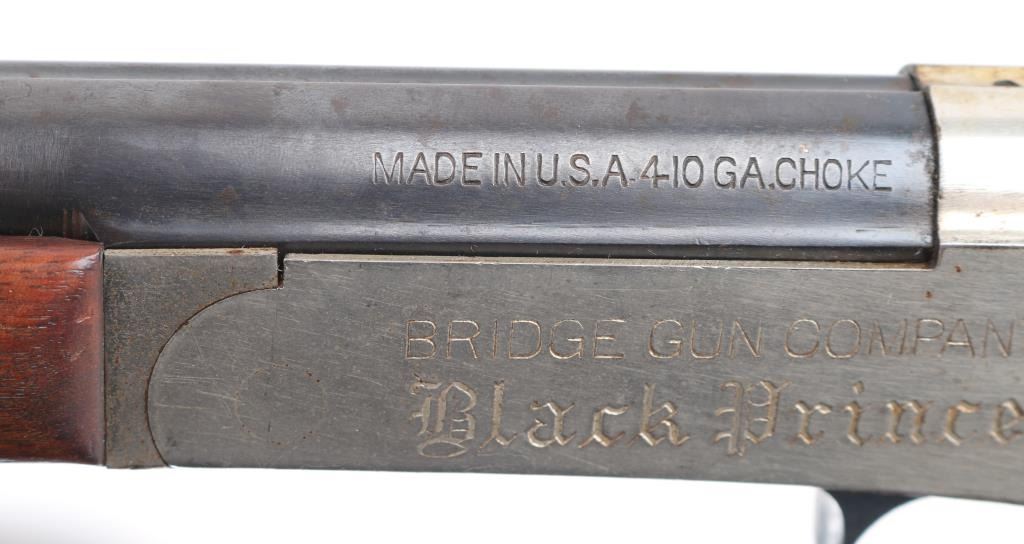 MADE IN U.S.A. 410 GA. CHOKE
BRIDGE GUN COMPAN
Black Prince